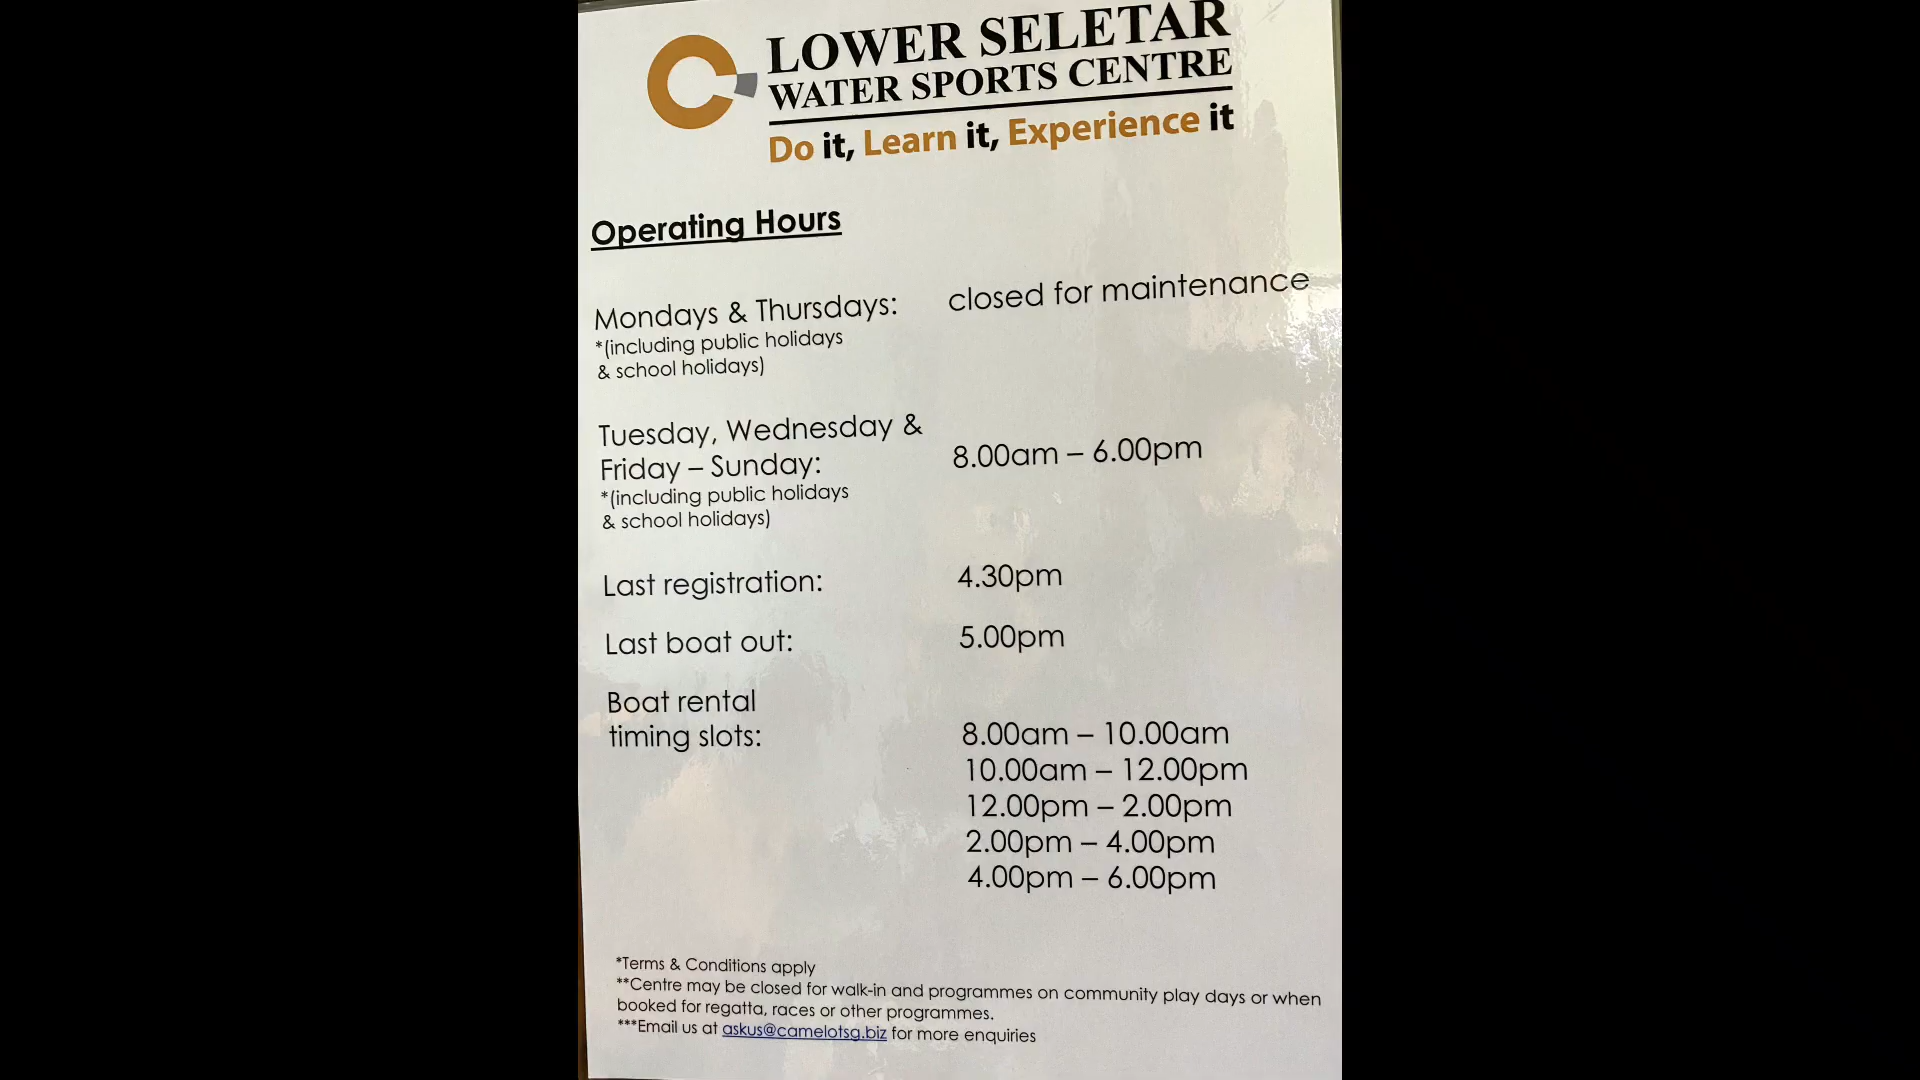 LOWER SELETAR
WATER SPORTS CENTRE
Do it, Learn it, Experience it
Operating Hours
Mondays & Thursdays: closed for maintenance
*(including public holidays
& school holidays)
Tuesday, Wednesday &
Friday – Sunday: 8.00am – 6.00pm
*(including public holidays
& school holidays)
Last registration: 4.30pm
Last boat out: 5.00pm
Boat rental
timing slots: 8.00am – 10.00am
10.00am – 12.00pm
12.00pm – 2.00pm
2.00pm – 4.00pm
4.00pm – 6.00pm
*Terms & Conditions apply
**Centre may be closed for walk-in and programmes on community play days or when
booked for regatta, races or other programmes.
***Email us at askus@camelotsg.biz for more enquiries